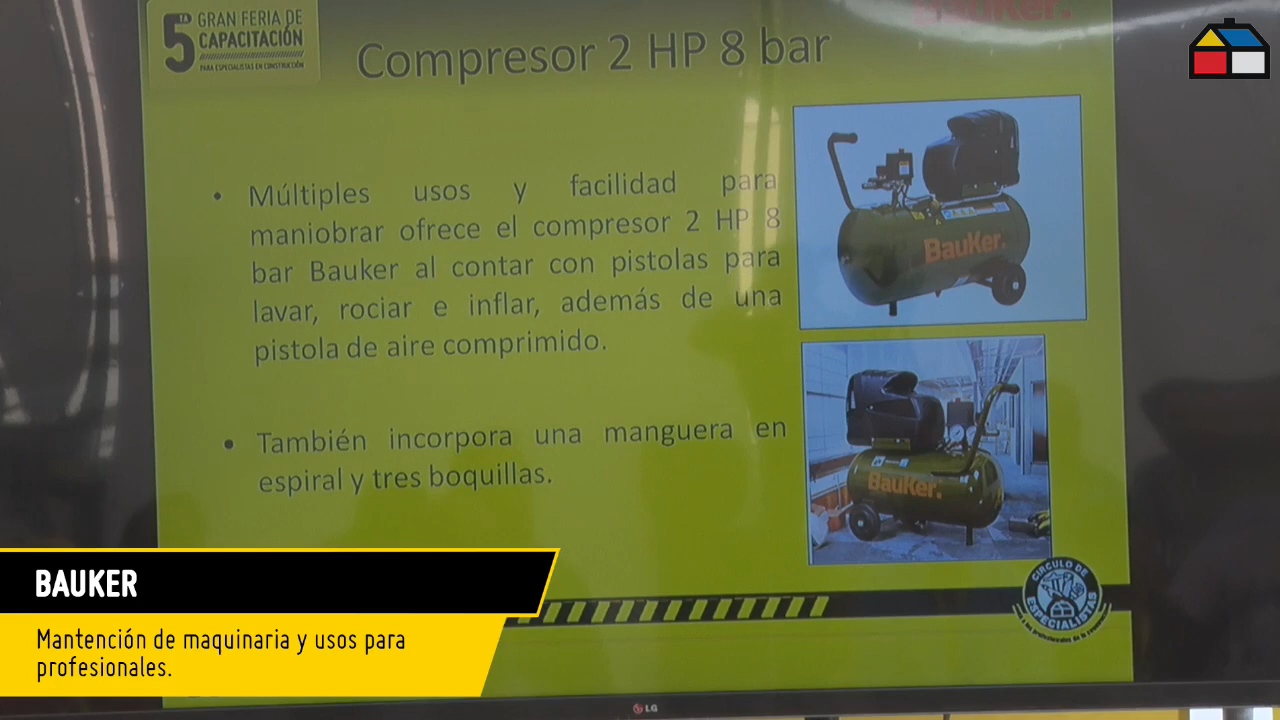 5TA GRAN FERIA DE
CAPACITACIÓN
PARA ESPECIALISTAS EN CONSTRUCCIÓN
BauKer.
Compresor 2 HP 8 bar
• Múltiples usos y facilidad para
maniobrar ofrece el compresor 2 HP 8
bar Bauker al contar con pistolas para
lavar, rociar e inflar, además de una
pistola de aire comprimido.
• También incorpora una manguera en
espiral y tres boquillas.
BauKer.
BauKer.
CIRCULO DE
ESPECIALISTAS
BAUKER
Mantención de maquinaria y usos para
profesionales.
LG